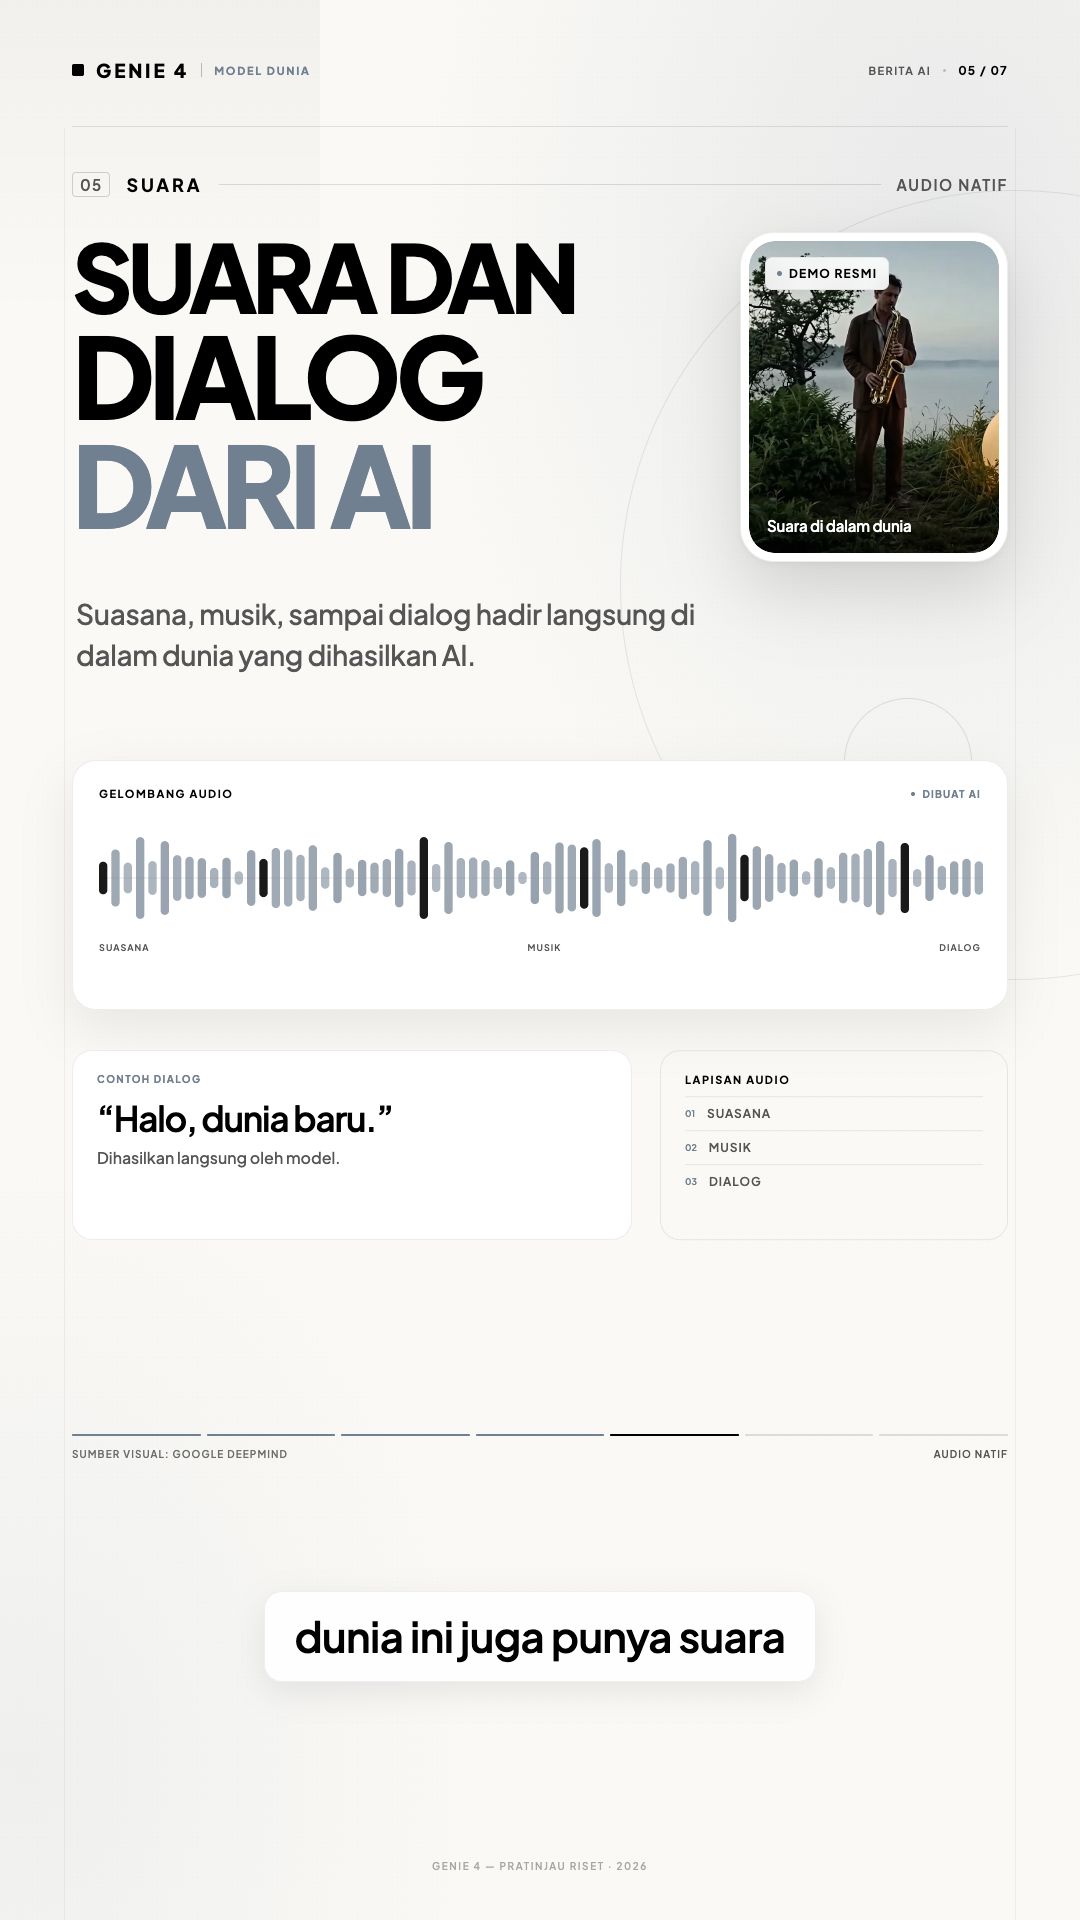 GENIE 4
MODEL DUNIA
BERITA AI • 05 / 07
05 SUARA
AUDIO NATIF
SUARA DAN
DIALOG
DARI AI
• DEMO RESMI
Suara di dalam dunia
Suasana, musik, sampai dialog hadir langsung di
dalam dunia yang dihasilkan AI.
GELOMBANG AUDIO
• DIBUAT AI
SUASANA
MUSIK
DIALOG
CONTOH DIALOG
“Halo, dunia baru.”
Dihasilkan langsung oleh model.
LAPISAN AUDIO
01 SUASANA
02 MUSIK
03 DIALOG
SUMBER VISUAL: GOOGLE DEEPMIND
AUDIO NATIF
dunia ini juga punya suara
GENIE 4 — PRATINJAU RISET · 2026